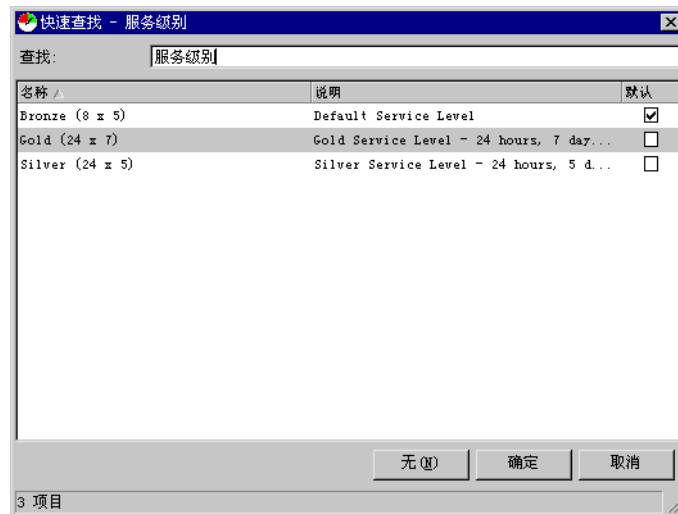 快速查找 - 服务级别
查找: 服务级别
名称 说明 默认
Bronze (8 x 5) Default Service Level
Gold (24 x 7) Gold Service Level - 24 hours, 7 day...
Silver (24 x 5) Silver Service Level - 24 hours, 5 d...
无(N) 确定 取消
3 项目